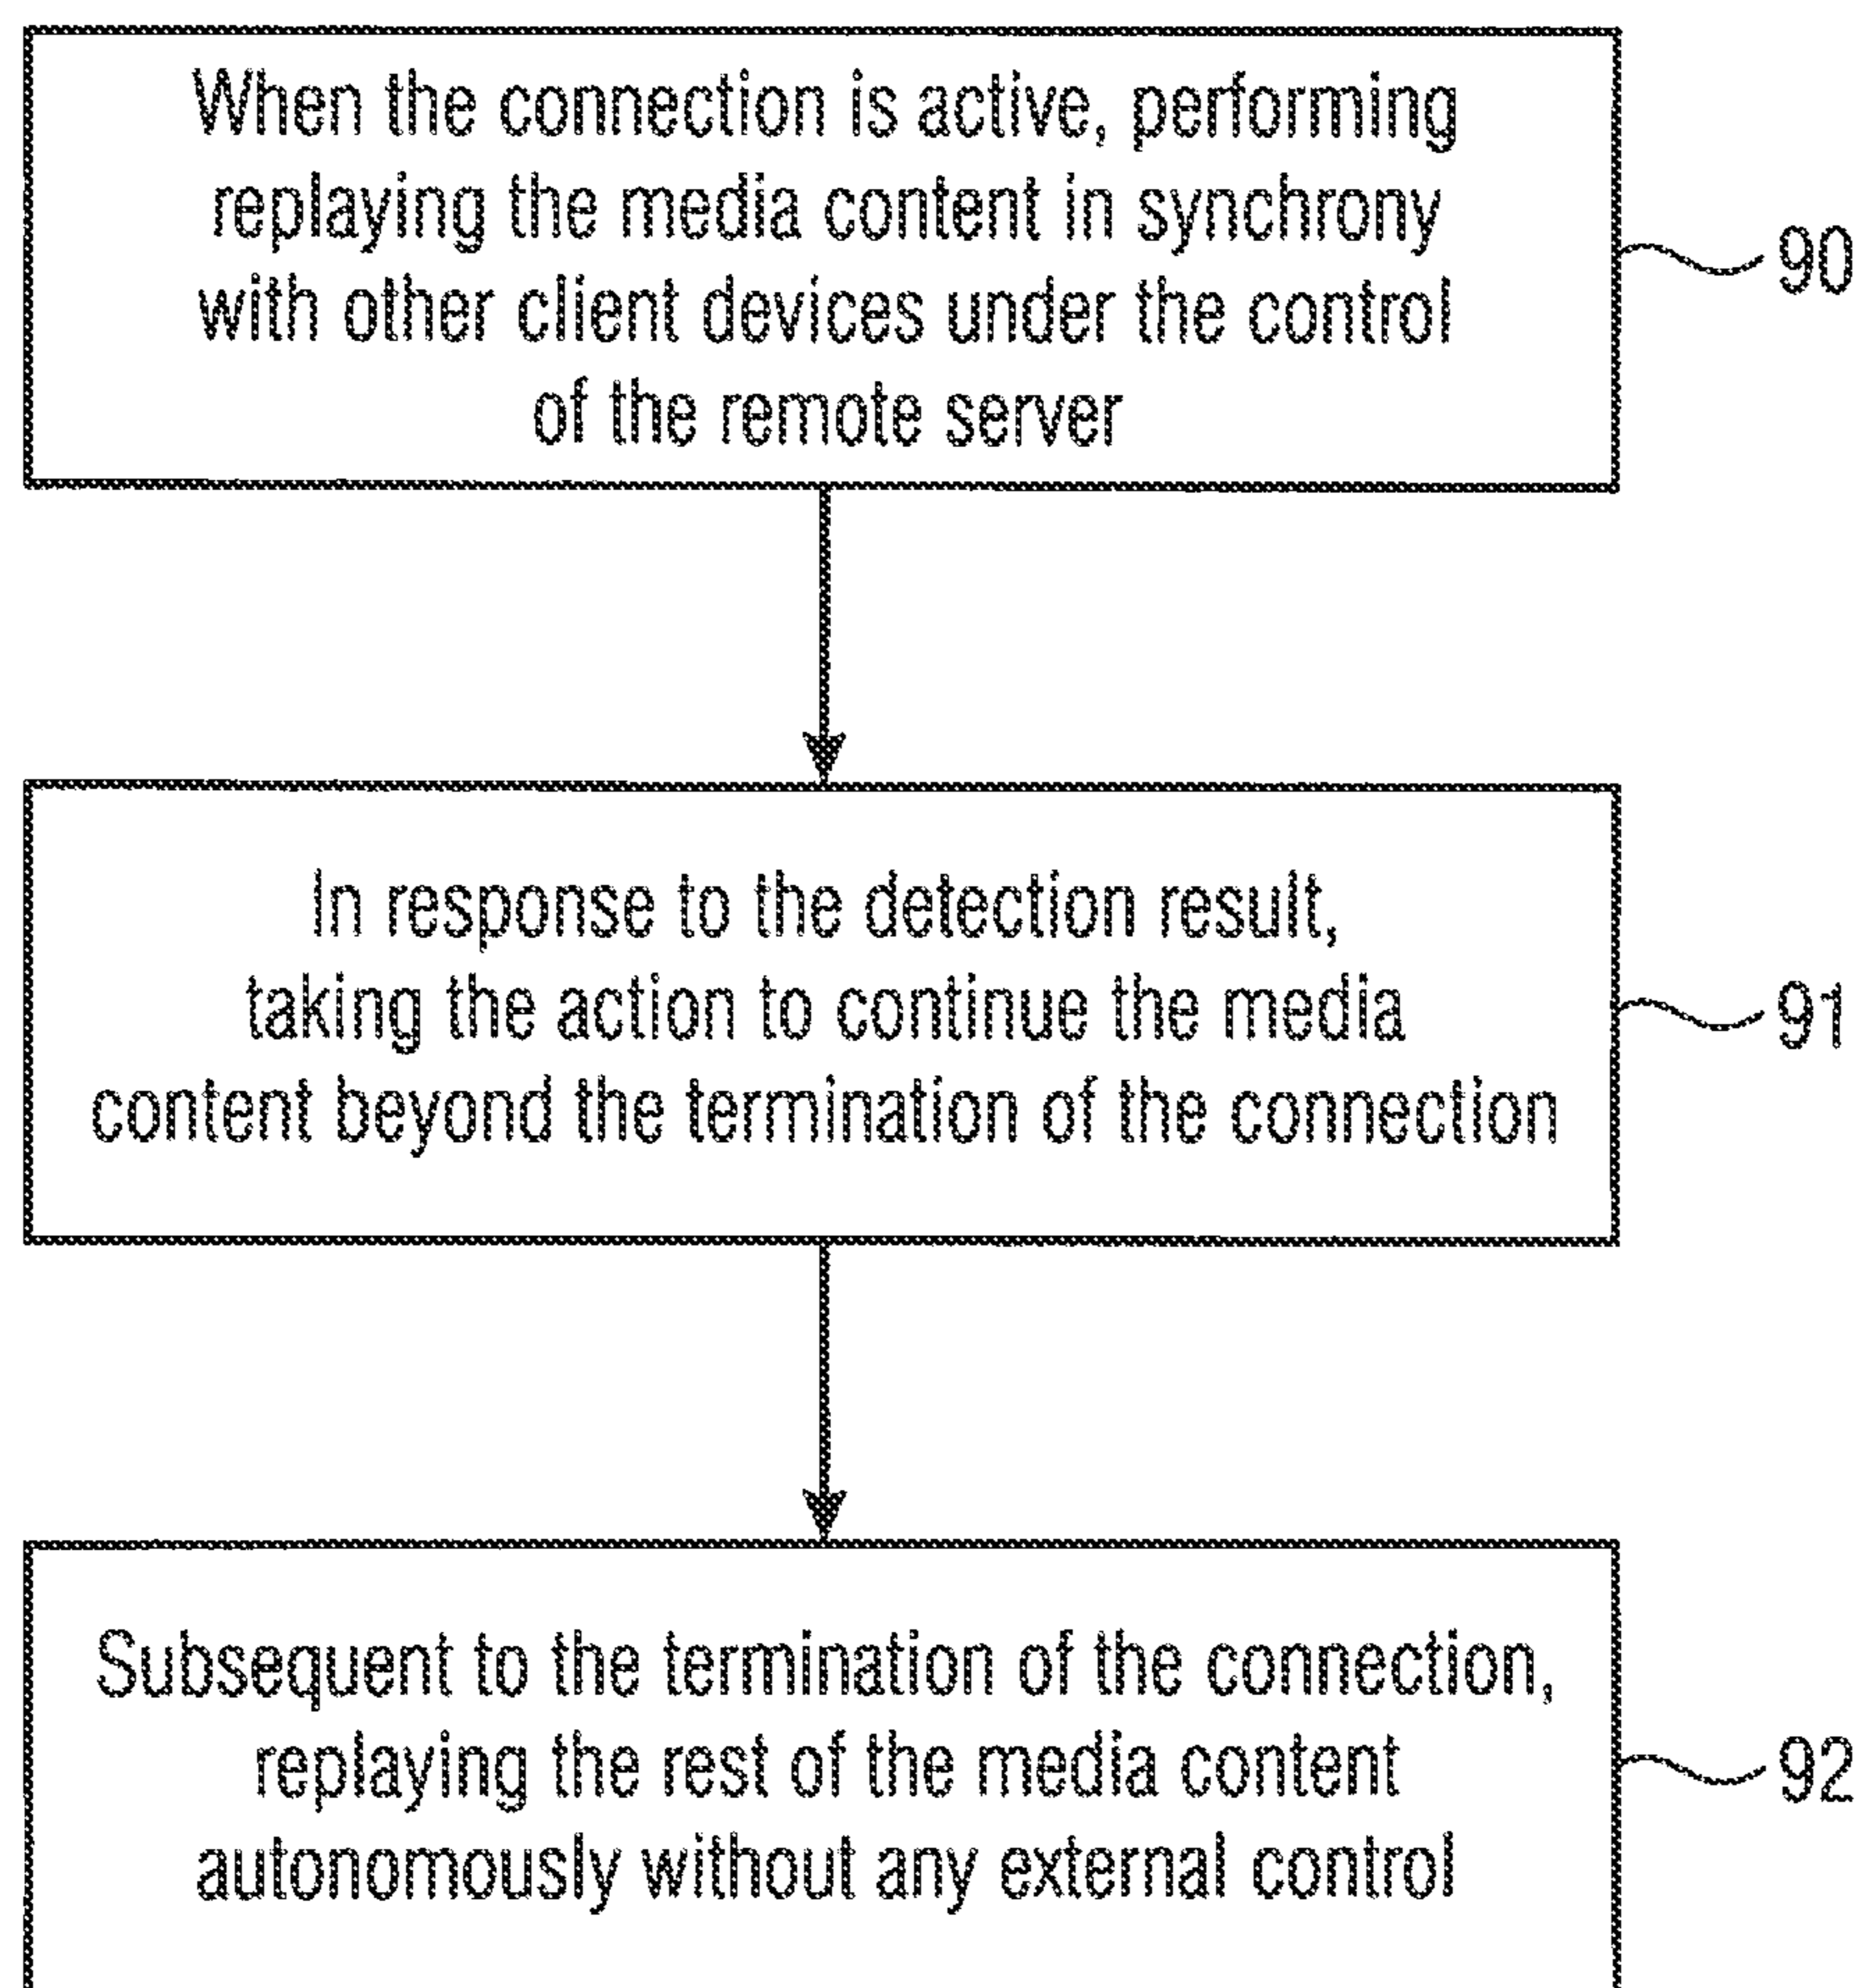 When the connection is active, performing
replaying the media content in synchrony
with other client devices under the control
of the remote server
90
In response to the detection result,
taking the action to continue the media
content beyond the termination of the connection
91
Subsequent to the termination of the connection,
replaying the rest of the media content
autonomously without any external control
92